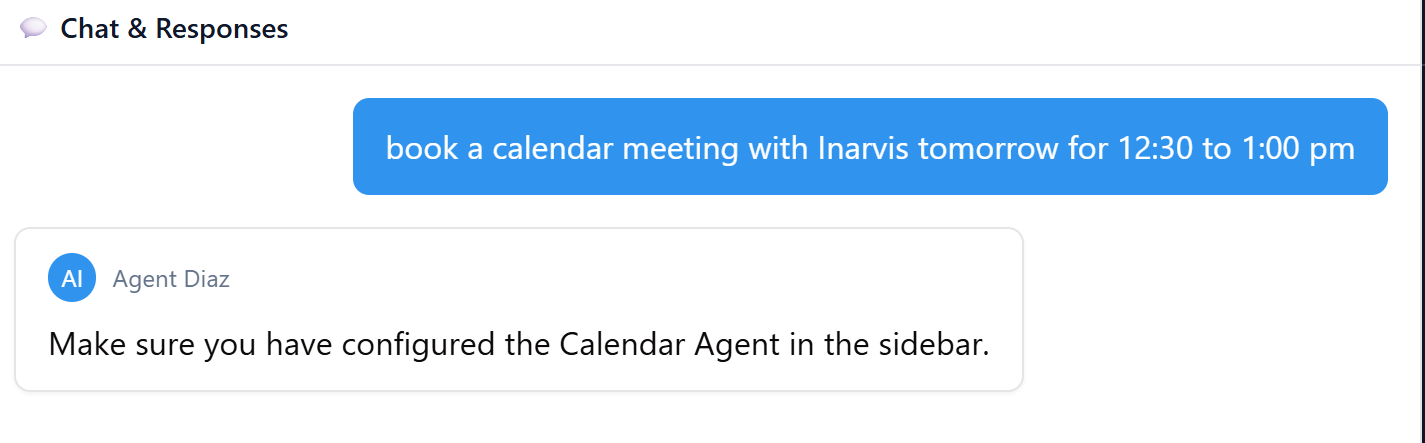 Chat & Responses
book a calendar meeting with Inarvis tomorrow for 12:30 to 1:00 pm
AI Agent Diaz
Make sure you have configured the Calendar Agent in the sidebar.